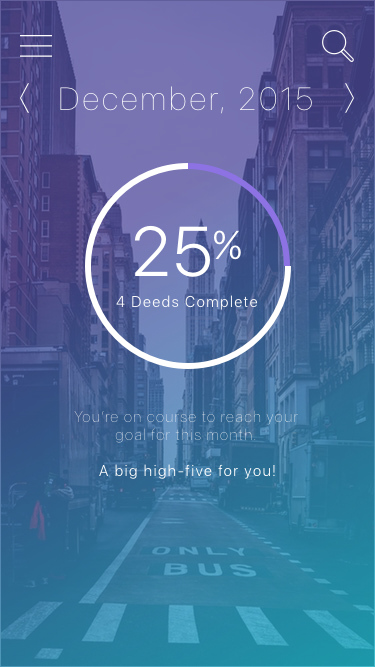 December, 2015
25%
4 Deeds Complete
You're on course to reach your
goal for this month.
A big high-five for you!
ONLY
BUS